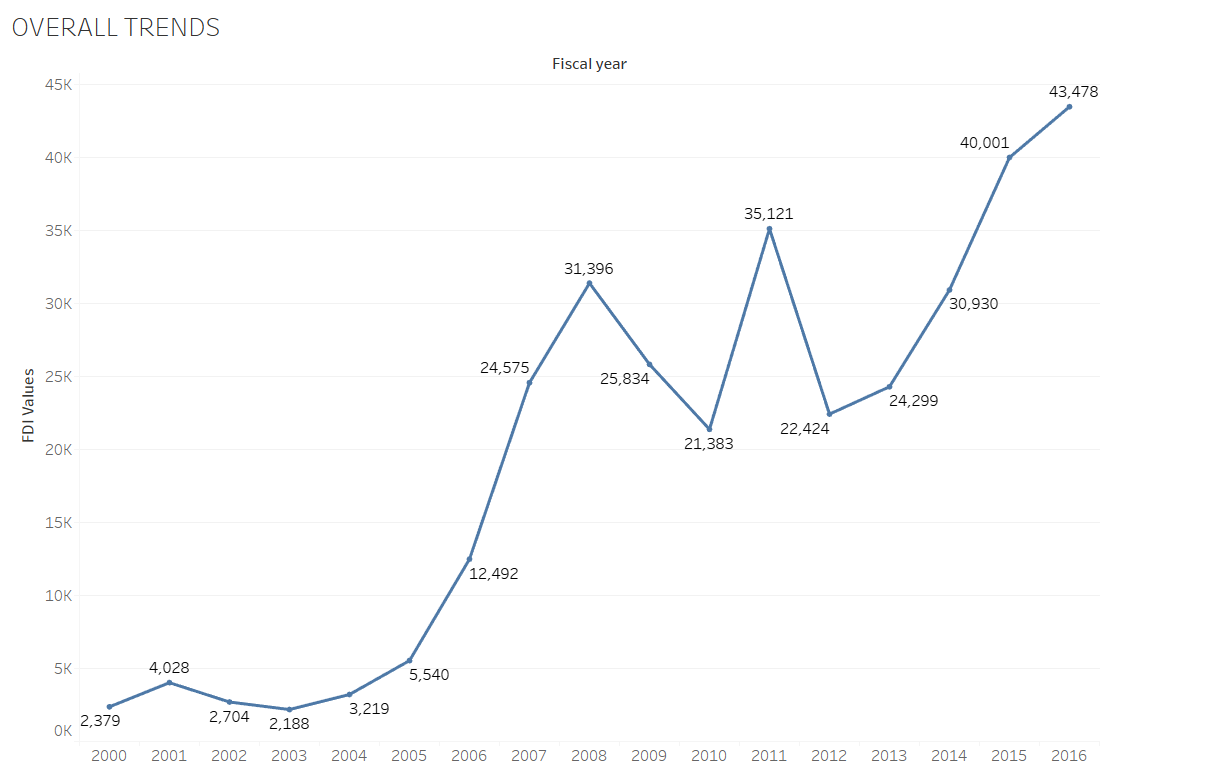 OVERALL TRENDS
Fiscal year
45K
40K
35K
30K
25K
20K
15K
10K
5K
0K
FDI Values
2,379
4,028
2,704
2,188
3,219
5,540
12,492
24,575
31,396
25,834
21,383
35,121
22,424
24,299
30,930
40,001
43,478
2000 2001 2002 2003 2004 2005 2006 2007 2008 2009 2010 2011 2012 2013 2014 2015 2016